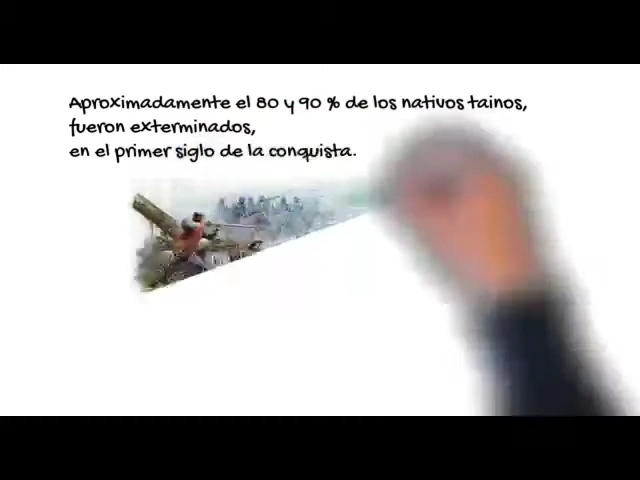 Aproximadamente el 80 y 90 % de los nativos tainos,
fueron exterminados,
en el primer siglo de la conquista.